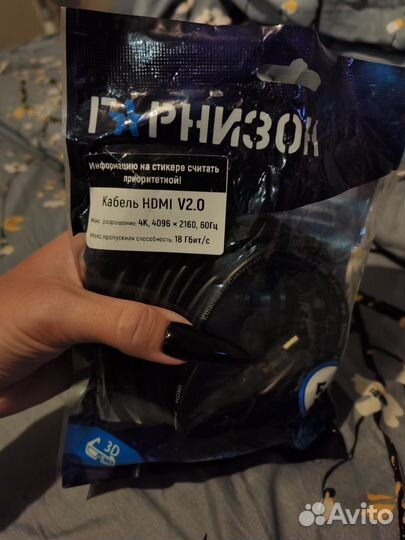 ГАРНИЗОН
Информацию на стикере считать
приоритетной!
Кабель HDMI V2.0
Макс. разрешение: 4K, 4096 × 2160, 60Гц
Макс.пропускная способность: 18 Гбит/с
HDMI
3D
Avito